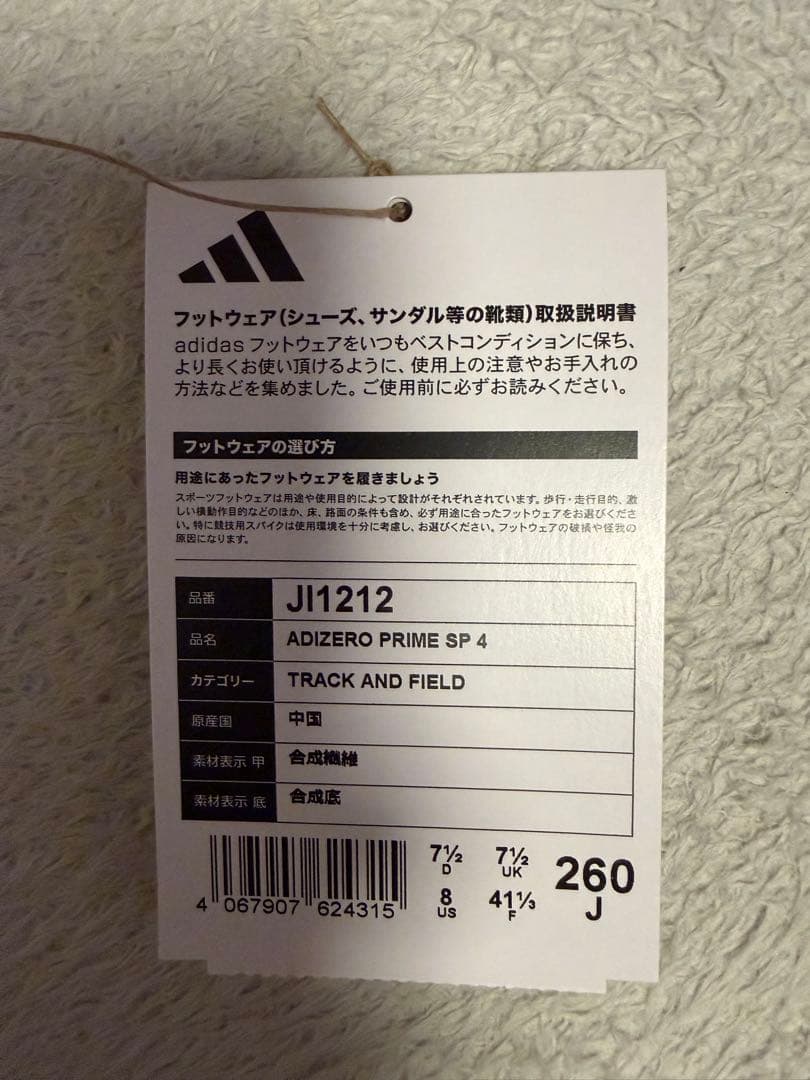 フットウェア(シューズ、サンダル等の靴類)取扱説明書
adidas フットウェアをいつもベストコンディションに保ち、
より長くお使い頂けるように、使用上の注意やお手入れの
方法などを集めました。ご使用前に必ずお読みください。
フットウェアの選び方
用途にあったフットウェアを履きましょう
スポーツフットウェアは用途や使用目的によって設計がそれぞれされています。歩行・走行目的、激
しい横動作目的などのほか、床、路面の条件も含め、必ず用途に合ったフットウェアをお選びくださ
い。特に競技用スパイクは使用環境を十分に考慮し、お選びください。フットウェアの破損や怪我の
原因になります。
品番 JI1212
品名 ADIZERO PRIME SP 4
カテゴリー TRACK AND FIELD
原産国 中国
素材表示 甲 合成繊維
素材表示 底 合成底
7½ D 7½ UK 260 J
8 US 41⅓ F
4 067907 624315